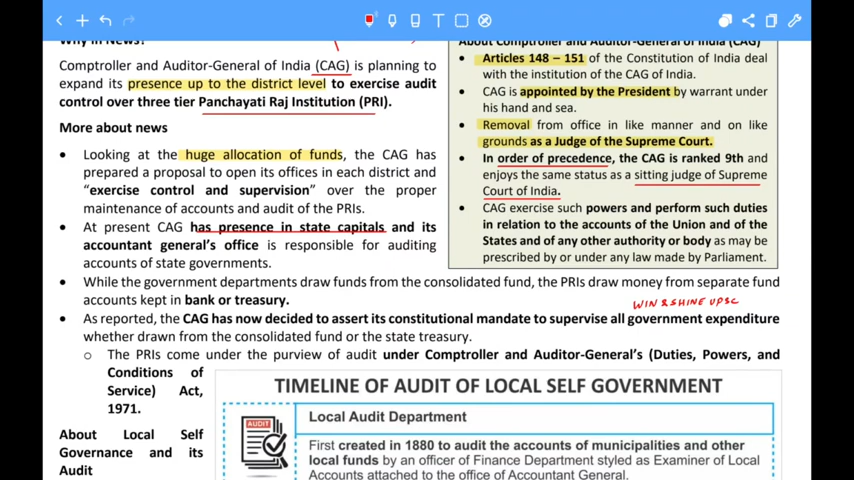 Why in News?
Comptroller and Auditor-General of India (CAG) is planning to
expand its presence up to the district level to exercise audit
control over three tier Panchayati Raj Institution (PRI).
More about news
• Looking at the huge allocation of funds, the CAG has
prepared a proposal to open its offices in each district and
“exercise control and supervision” over the proper
maintenance of accounts and audit of the PRIs.
• At present CAG has presence in state capitals and its
accountant general’s office is responsible for auditing
accounts of state governments.
About Comptroller and Auditor-General of India (CAG)
• Articles 148 – 151 of the Constitution of India deal
with the institution of the CAG of India.
• CAG is appointed by the President by warrant under
his hand and sea.
• Removal from office in like manner and on like
grounds as a Judge of the Supreme Court.
• In order of precedence, the CAG is ranked 9th and
enjoys the same status as a sitting judge of Supreme
Court of India.
• CAG exercise such powers and perform such duties
in relation to the accounts of the Union and of the
States and of any other authority or body as may be
prescribed by or under any law made by Parliament.
• While the government departments draw funds from the consolidated fund, the PRIs draw money from separate fund
accounts kept in bank or treasury.
WIN & SHINE UPSC
• As reported, the CAG has now decided to assert its constitutional mandate to supervise all government expenditure
whether drawn from the consolidated fund or the state treasury.
o The PRIs come under the purview of audit under Comptroller and Auditor-General’s (Duties, Powers, and
Conditions of
Service) Act,
1971.
About Local Self
Governance and its
Audit
TIMELINE OF AUDIT OF LOCAL SELF GOVERNMENT
AUDIT
Local Audit Department
First created in 1880 to audit the accounts of municipalities and other
local funds by an officer of Finance Department styled as Examiner of Local
Accounts attached to the office of Accountant General.